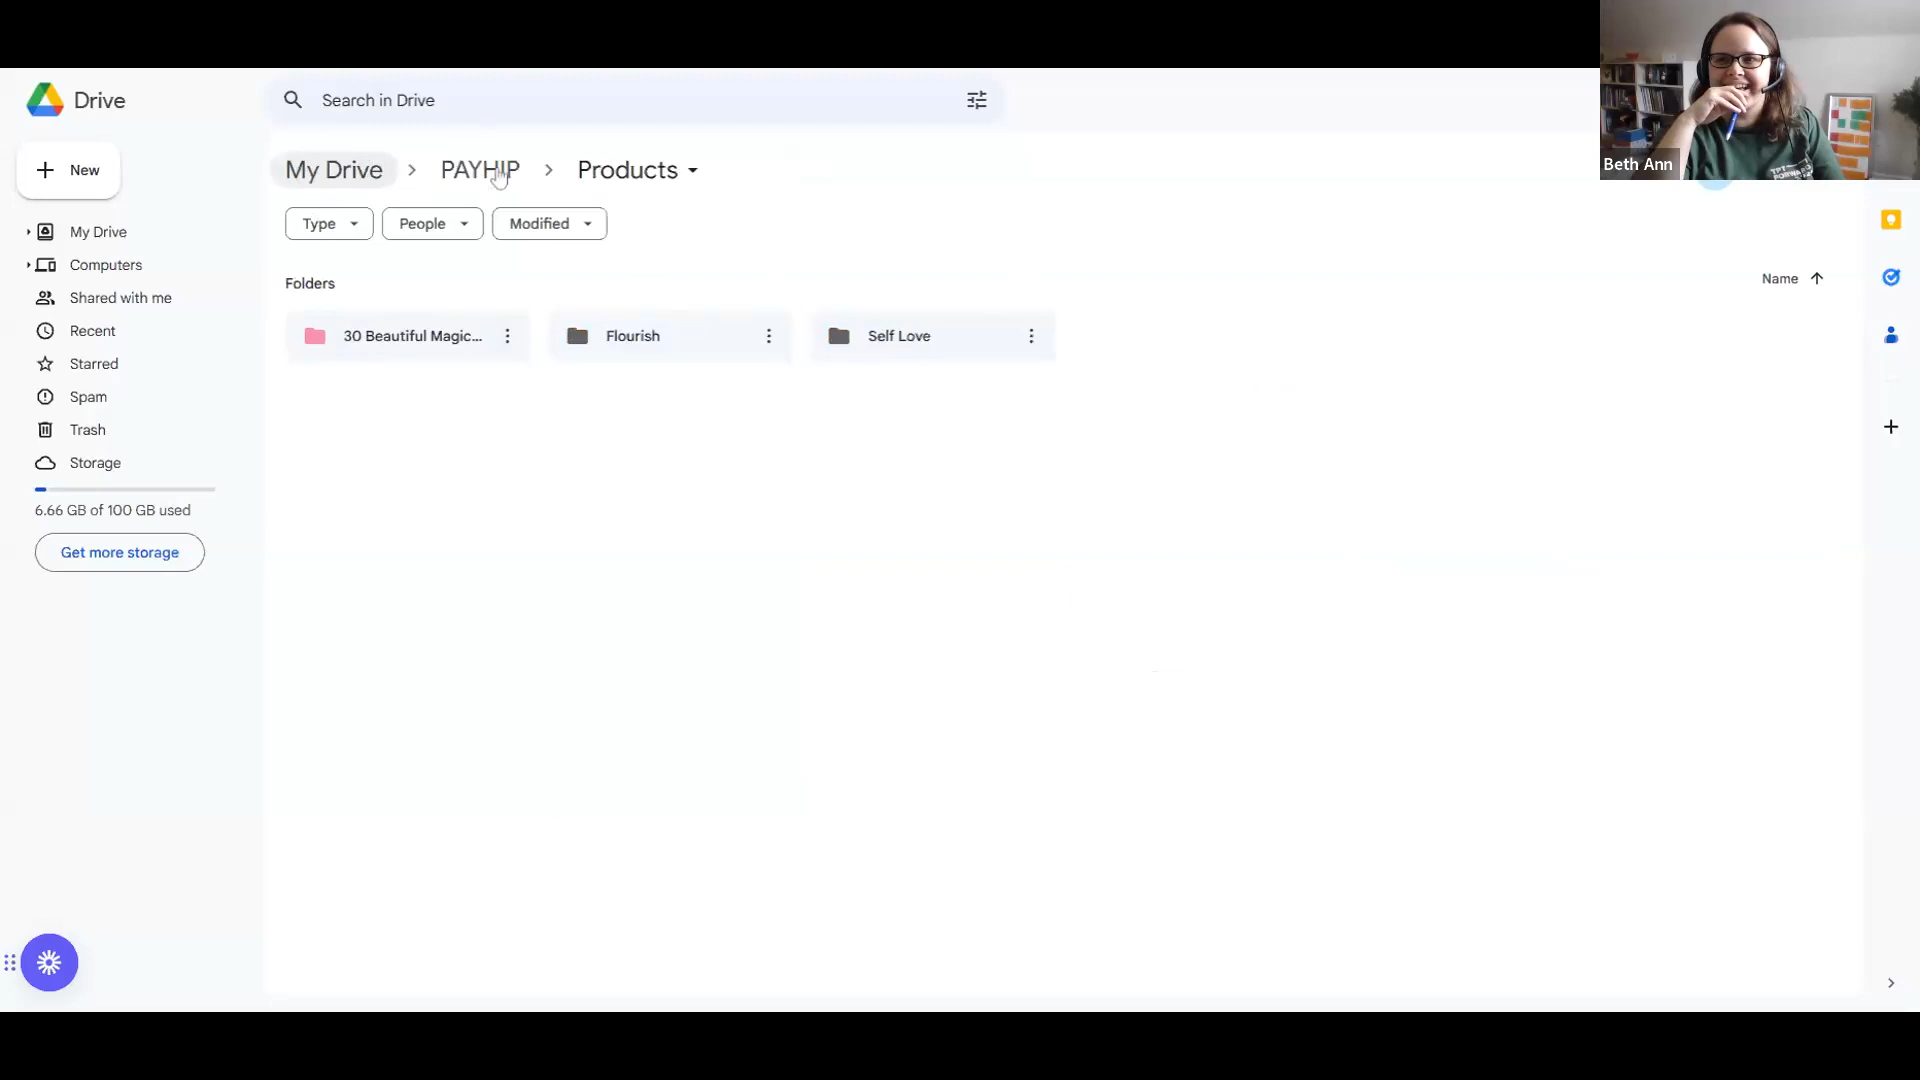 Drive
Search in Drive
New
My Drive
Computers
Shared with me
Recent
Starred
Spam
Trash
Storage
6.66 GB of 100 GB used
Get more storage
My Drive > PAYHIP > Products
Type People Modified
Folders
Name
30 Beautiful Magic... Flourish Self Love
Beth Ann
TPT
FORWARD